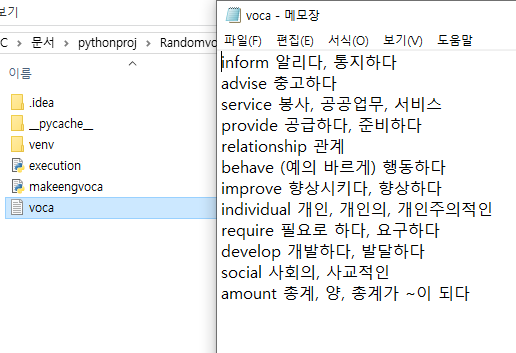 보기
C > 문서 > pythonproj > Randomvo
이름
.idea
__pycache__
venv
execution
makeengvoca
voca
voca - 메모장
파일(F) 편집(E) 서식(O) 보기(V) 도움말
inform 알리다, 통지하다
advise 충고하다
service 봉사, 공공업무, 서비스
provide 공급하다, 준비하다
relationship 관계
behave (예의 바르게) 행동하다
improve 향상시키다, 향상하다
individual 개인, 개인의, 개인주의적인
require 필요로 하다, 요구하다
develop 개발하다, 발달하다
social 사회의, 사교적인
amount 총계, 양, 총계가 ~이 되다